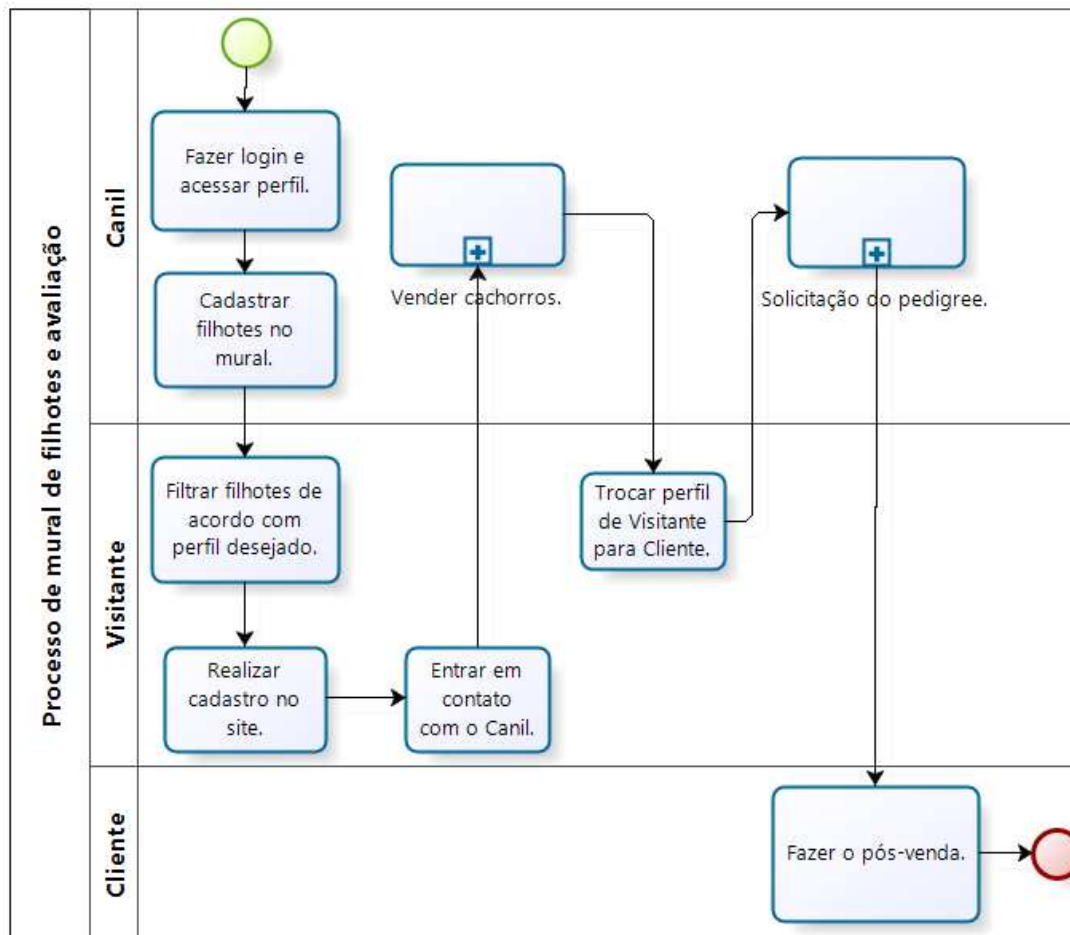 Processo de mural de filhotes e avaliação
Canil
Fazer login e
acessar perfil.
Cadastrar
filhotes no
mural.
Vender cachorros.
Solicitação do pedigree.
Visitante
Filtrar filhotes de
acordo com
perfil desejado.
Realizar
cadastro no
site.
Entrar em
contato
com o Canil.
Trocar perfil
de Visitante
para Cliente.
Cliente
Fazer o pós-venda.